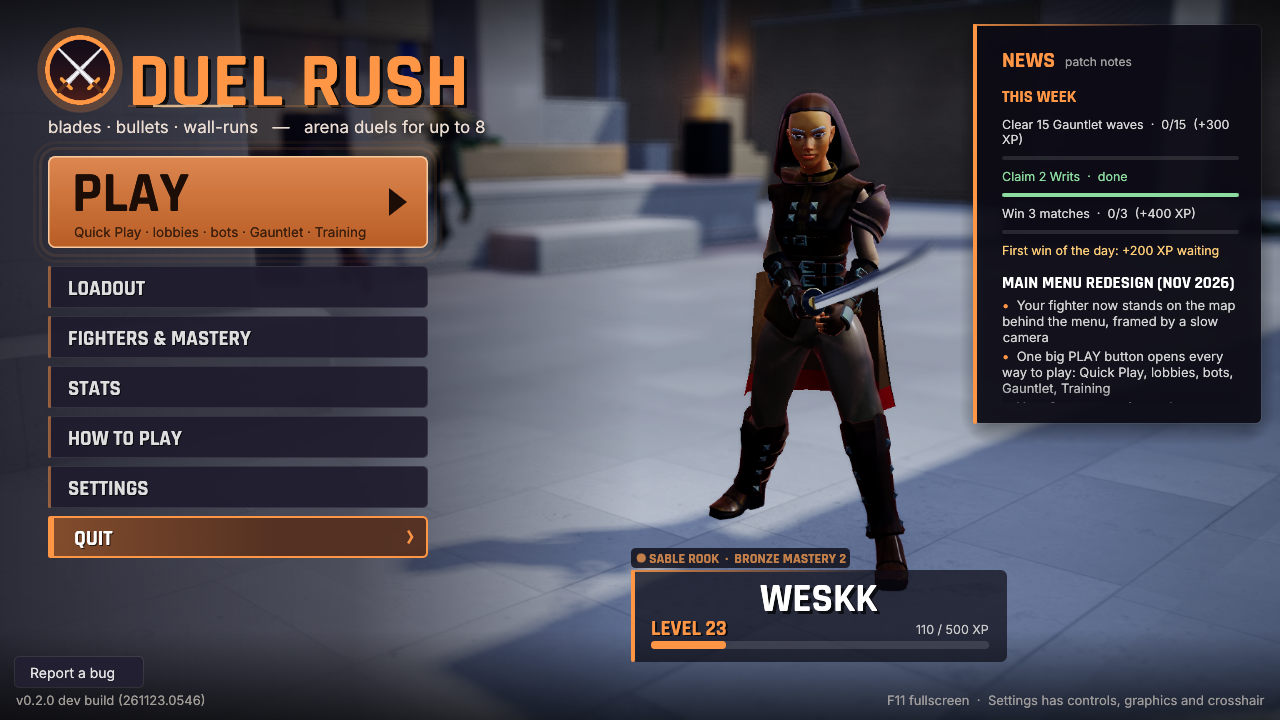 DUEL RUSH
blades · bullets · wall-runs — arena duels for up to 8
PLAY
Quick Play · lobbies · bots · Gauntlet · Training
LOADOUT
FIGHTERS & MASTERY
STATS
HOW TO PLAY
SETTINGS
QUIT
Report a bug
v0.2.0 dev build (261123.0546)
SABLE ROOK · BRONZE MASTERY 2
WESKK
LEVEL 23 110 / 500 XP
NEWS patch notes
THIS WEEK
Clear 15 Gauntlet waves · 0/15 (+300
XP)
Claim 2 Writs · done
Win 3 matches · 0/3 (+400 XP)
First win of the day: +200 XP waiting
MAIN MENU REDESIGN (NOV 2026)
• Your fighter now stands on the map
behind the menu, framed by a slow
camera
• One big PLAY button opens every
way to play: Quick Play, lobbies, bots,
Gauntlet, Training
F11 fullscreen · Settings has controls, graphics and crosshair